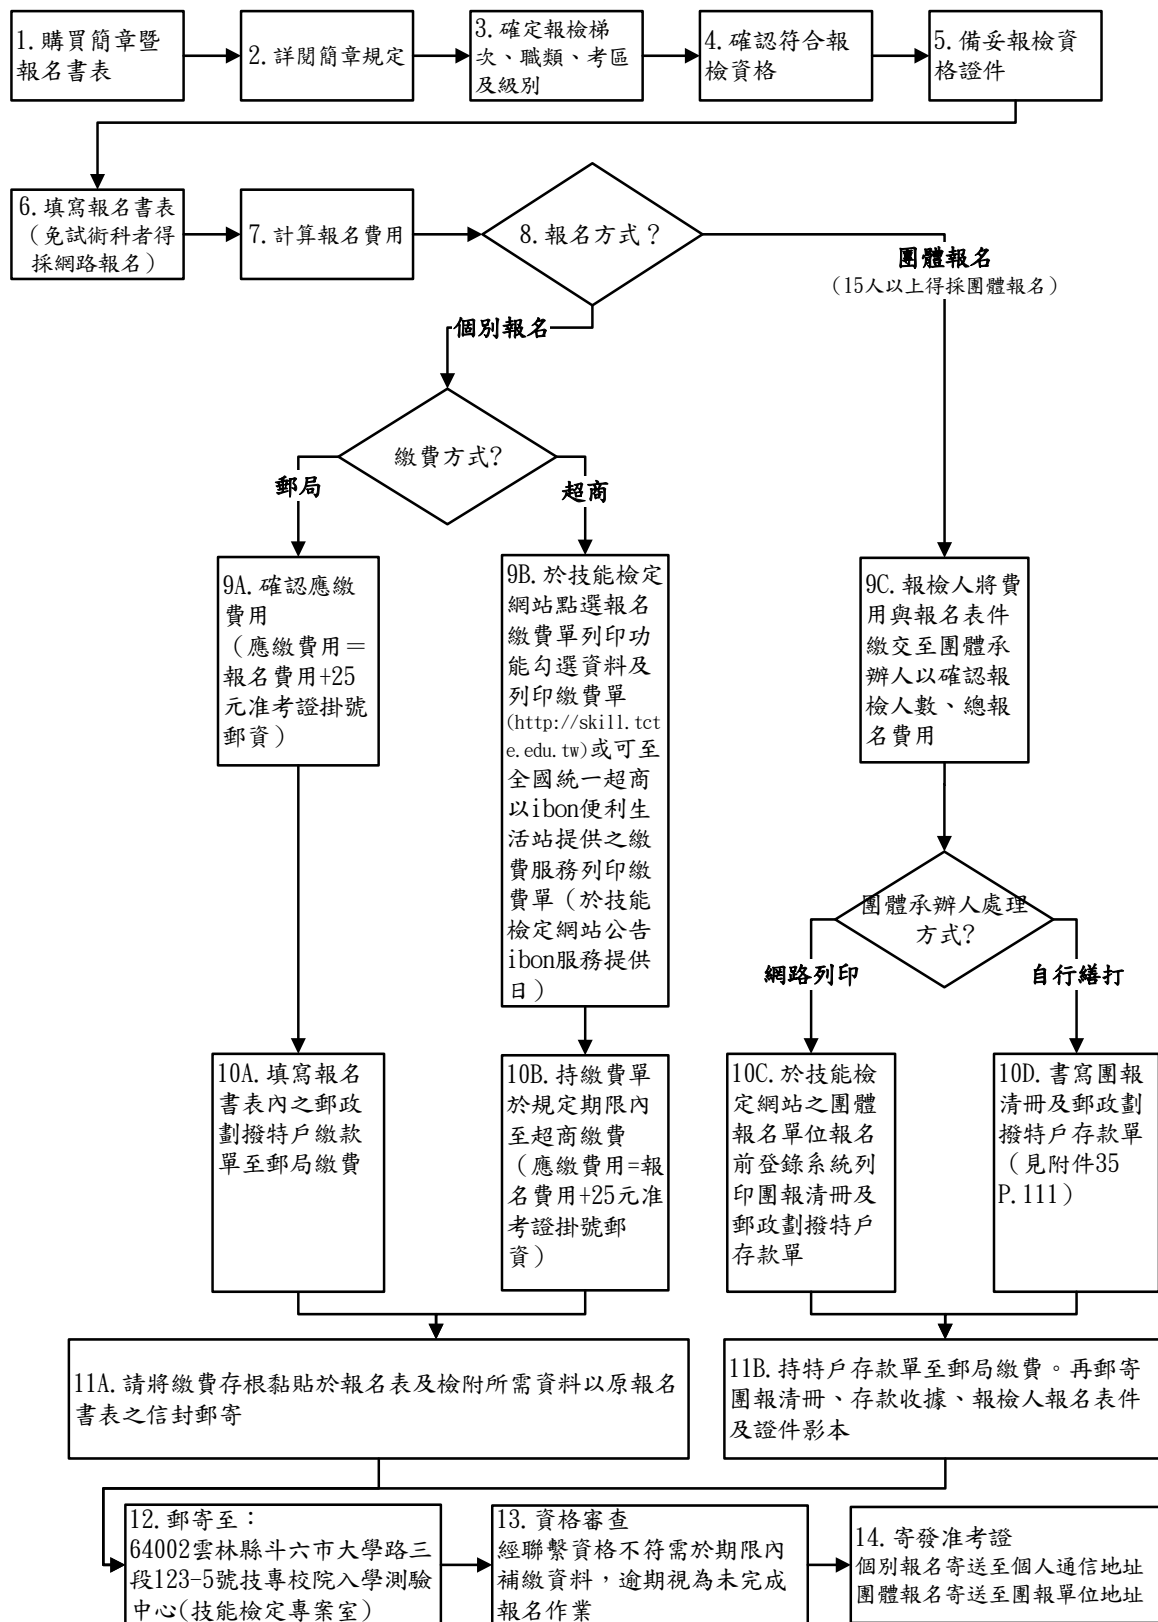 1.購買簡章暨
報名書表
2.詳閱簡章規定
3.確定報檢梯
次、職類、考區
及級別
4.確認符合報
檢資格
5.備妥報檢資
格證件
6.填寫報名書表
（免試術科者得
採網路報名）
7.計算報名費用
8.報名方式？
團體報名
（15人以上得採團體報名）
個別報名
繳費方式?
郵局
超商
9A.確認應繳
費用
（應繳費用＝
報名費用+25
元准考證掛號
郵資）
9B.於技能檢定
網站點選報名
繳費單列印功
能勾選資料及
列印繳費單
(http://skill.tct
e.edu.tw)或可至
全國統一超商
以ibon便利生
活站提供之繳
費服務列印繳
費單（於技能
檢定網站公告
ibon服務提供
日）
9C.報檢人將費
用與報名表件
繳交至團體承
辦人以確認報
檢人數、總報
名費用
團體承辦人處理
方式?
網路列印
自行繕打
10A.填寫報名
書表內之郵政
劃撥特戶繳款
單至郵局繳費
10B.持繳費單
於規定期限內
至超商繳費
（應繳費用=報
名費用+25元准
考證掛號郵
資）
10C.於技能檢
定網站之團體
報名單位報名
前登錄系統列
印團報清冊及
郵政劃撥特戶
存款單
10D.書寫團報
清冊及郵政劃
撥特戶存款單
（見附件35
P.111）
11A.請將繳費存根黏貼於報名表及檢附所需資料以原報名
書表之信封郵寄
11B.持特戶存款單至郵局繳費。再郵寄
團報清冊、存款收據、報檢人報名表件
及證件影本
12.郵寄至：
64002雲林縣斗六市大學路三
段123-5號技專校院入學測驗
中心(技能檢定專案室)
13.資格審查
經聯繫資格不符需於期限內
補繳資料，逾期視為未完成
報名作業
14.寄發准考證
個別報名寄送至個人通信地址
團體報名寄送至團報單位地址